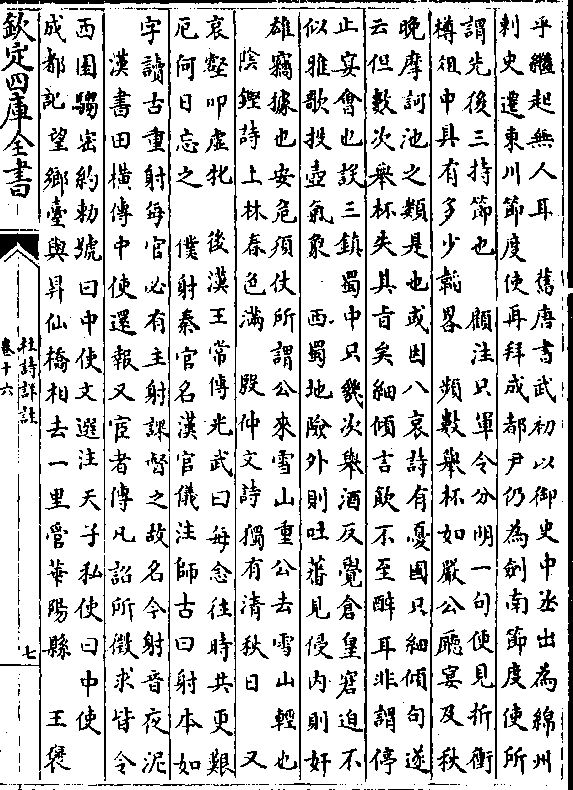 乎繼起無人耳　舊唐書武初以御史中丞出為綿州
刺史遷東川節度使再拜成都尹仍為劍南節度使所
謂先後三持節也　顧注只軍令分明一句便見折衝
樽俎中具有多少韜畧　頻數舉杯如嚴公廳宴及秋
晚摩訶池之類是也或因八哀詩有憂國只細傾句遂
云但數次舉杯失其旨矣細傾言飲不至醉耳非謂停
止宴會也設三鎮蜀中只幾次舉酒反覺倉皇窘迫不
似雅歌投壺氣象　西蜀地險外則吐蕃見侵内則奸
雄竊據也安危須仗所謂公來雪山重公去雪山輕也
陰鏗詩上林春色滿　殷仲文詩獨有清秋日　又
哀壑叩虚牝　後漢王常傳光武曰每念往時共更艱
厄何日忘之　僕射秦官名漢官儀注師古曰射本如
字讀古重射每官必有主射課督之故名今射音夜泥
漢書田横傳中使還報又宦者傳凡詔所徵求皆令
西園騶密約勅號曰中使文選注天子私使曰中使
成都記望鄉臺與昇仙橋相去一里管華陽縣　王褒
欽定四庫全書
杜詩詳註
卷十六
七